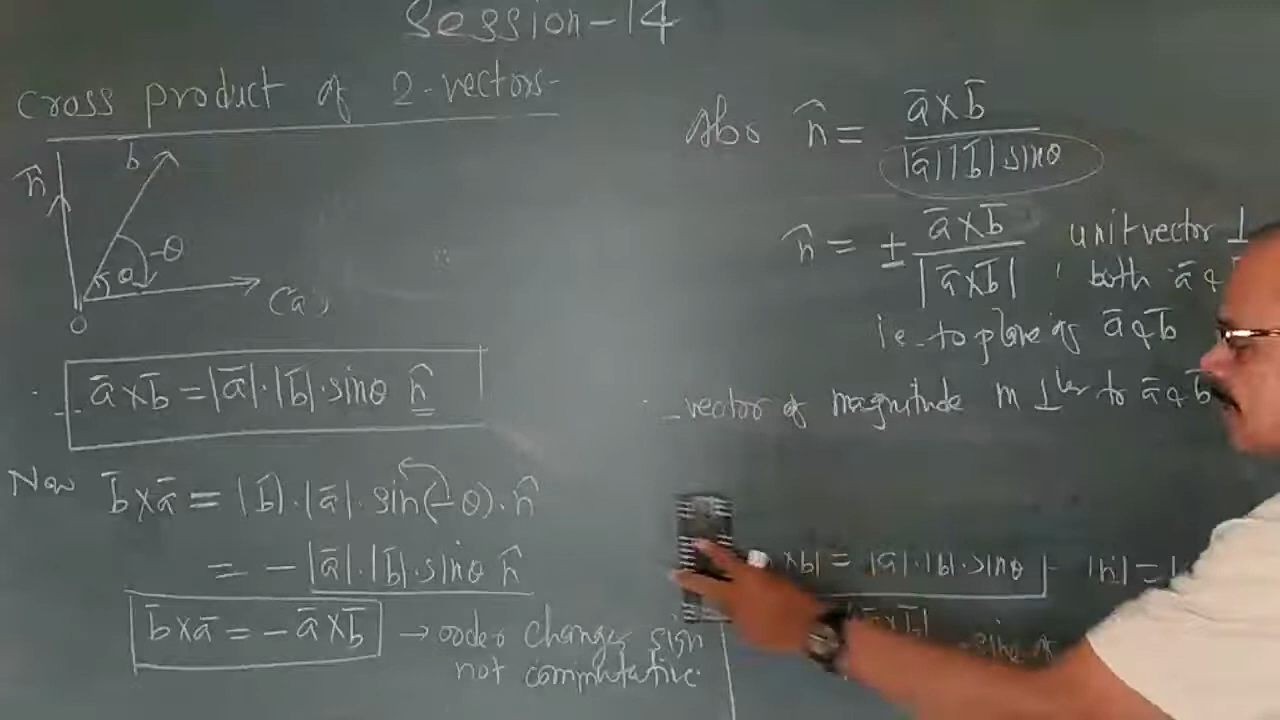 Session-14
cross product of 2-vectors-
n̂
b
-θ
θ
(a)
O
a̅×b̅ = |a̅|·|b̅|·sinθ n̂
Now b̅×a̅ = |b̅|·|a̅|·sin(-θ)·n̂
= -|a̅|·|b̅|·sinθ n̂
b̅×a̅ = -a̅×b̅ → order changes sign
not commutative
Also n̂ = a̅×b̅ / |a̅||b̅|sinθ
n̂ = ± a̅×b̅ / |a̅×b̅| unit vector ⊥
both a̅ &
i.e. to plane of a̅ & b̅
vector of magnitude m ⊥ler to a̅ & b̅
×b| = |a|·|b|·sinθ |n̂| =
a̅×b̅|